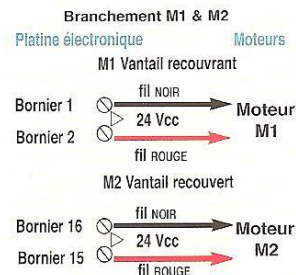 Branchement M1 & M2
Platine électronique Moteurs
M1 Vantail recouvrant
fil NOIR
Bornier 1
24 Vcc
Moteur
M1
Bornier 2
fil ROUGE
M2 Vantail recouvert
fil NOIR
Bornier 16
24 Vcc
Moteur
M2
Bornier 15
fil ROUGE